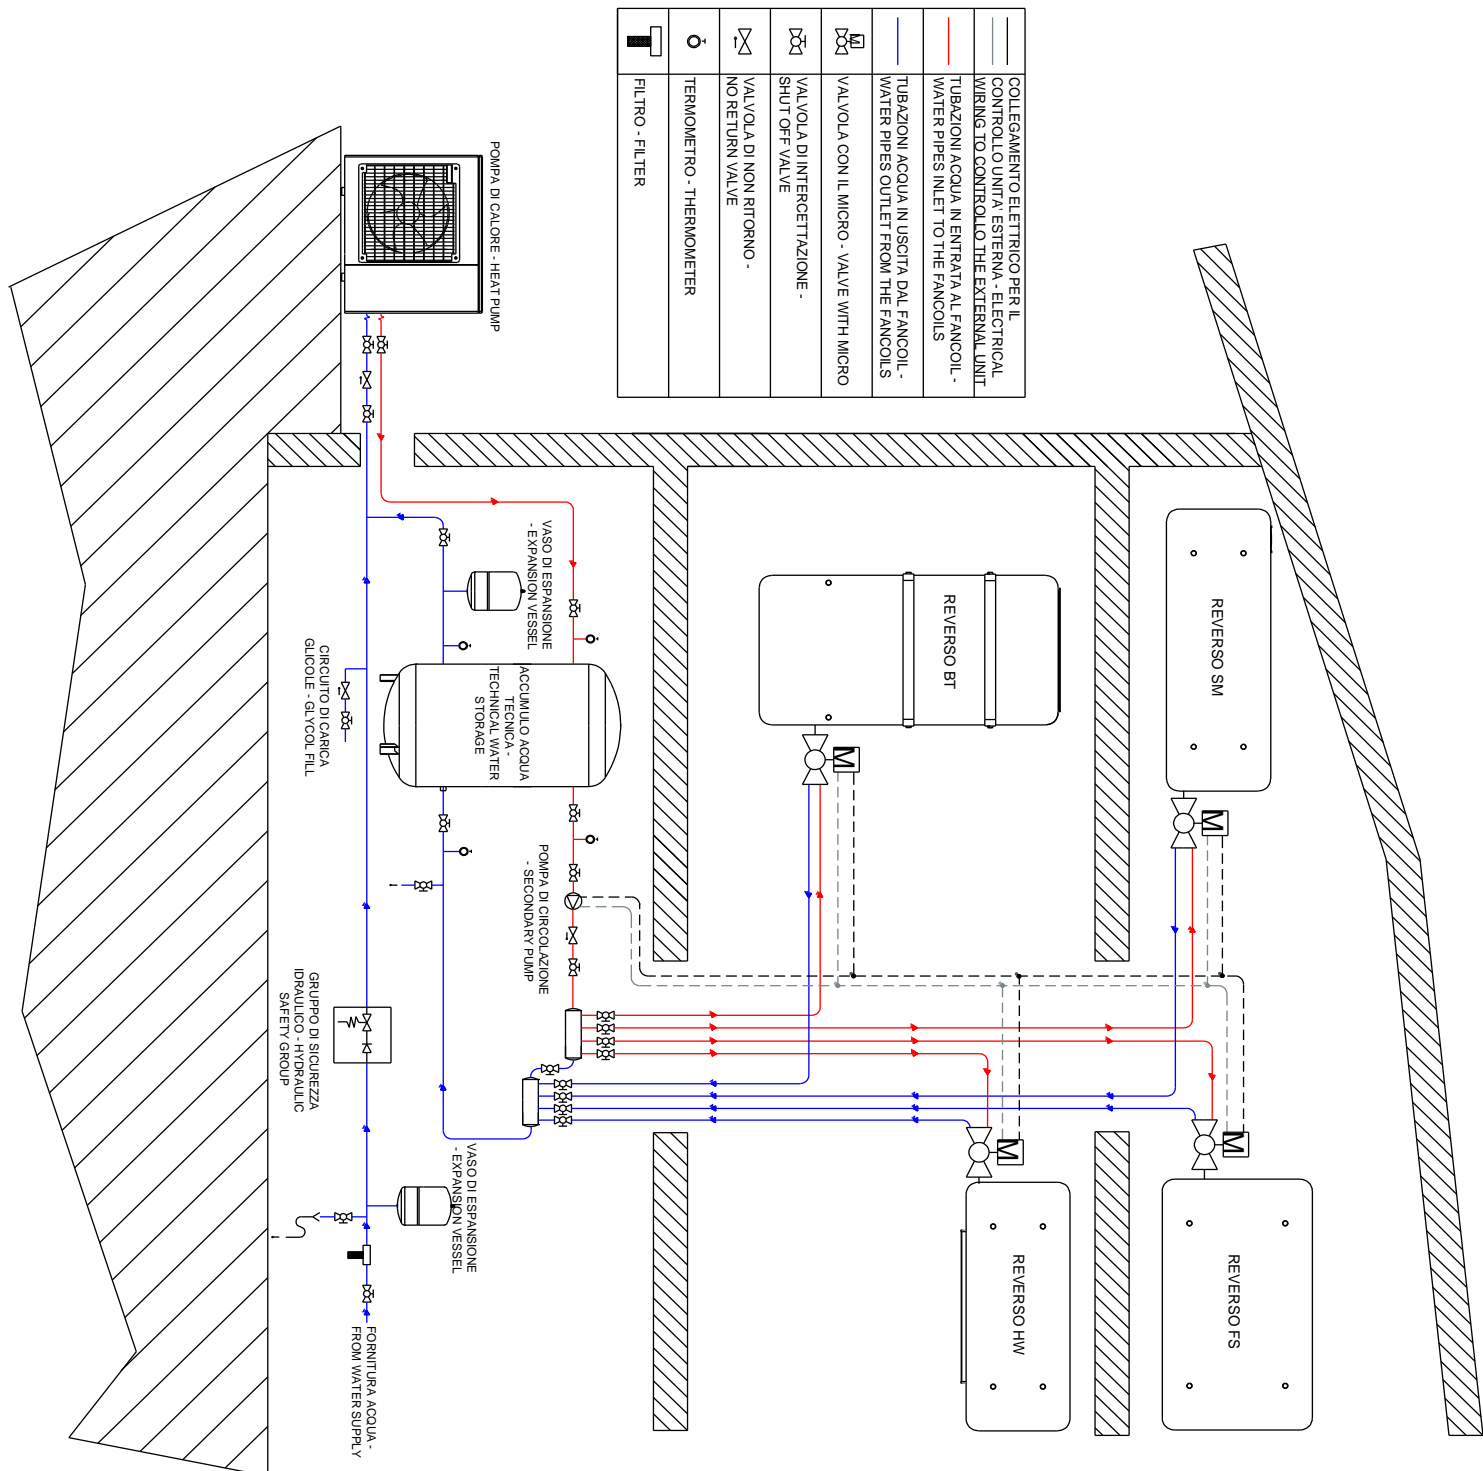 COLLEGAMENTO ELETTRICO PER IL
CONTROLLO UNITA' ESTERNA - ELECTRICAL
WIRING TO CONTROLLO THE EXTERNAL UNIT
TUBAZIONI ACQUA IN ENTRATA AL FANCOIL -
WATER PIPES INLET TO THE FANCOILS
TUBAZIONI ACQUA IN USCITA DAL FANCOIL -
WATER PIPES OUTLET FROM THE FANCOILS
M
VALVOLA CON IL MICRO - VALVE WITH MICRO
VALVOLA DI INTERCETTAZIONE -
SHUT OFF VALVE
VALVOLA DI NON RITORNO -
NO RETURN VALVE
TERMOMETRO - THERMOMETER
FILTRO - FILTER
POMPA DI CALORE - HEAT PUMP
REVERSO SM
M
REVERSO BT
M
VASO DI ESPANSIONE
- EXPANSION VESSEL
ACCUMULO ACQUA
TECNICA -
TECHNICAL WATER
STORAGE
CIRCUITO DI CARICA
GLICOLE - GLYCOL FILL
POMPA DI CIRCOLAZIONE
- SECONDARY PUMP
GRUPPO DI SICUREZZA
IDRAULICO - HYDRAULIC
SAFETY GROUP
M
REVERSO FS
M
REVERSO HW
VASO DI ESPANSIONE
- EXPANSION VESSEL
FORNITURA ACQUA -
FROM WATER SUPPLY